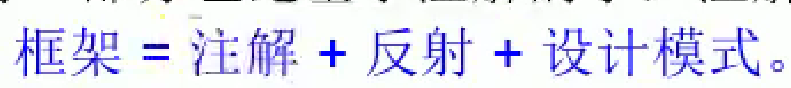 框架 = 注解 + 反射 + 设计模式。